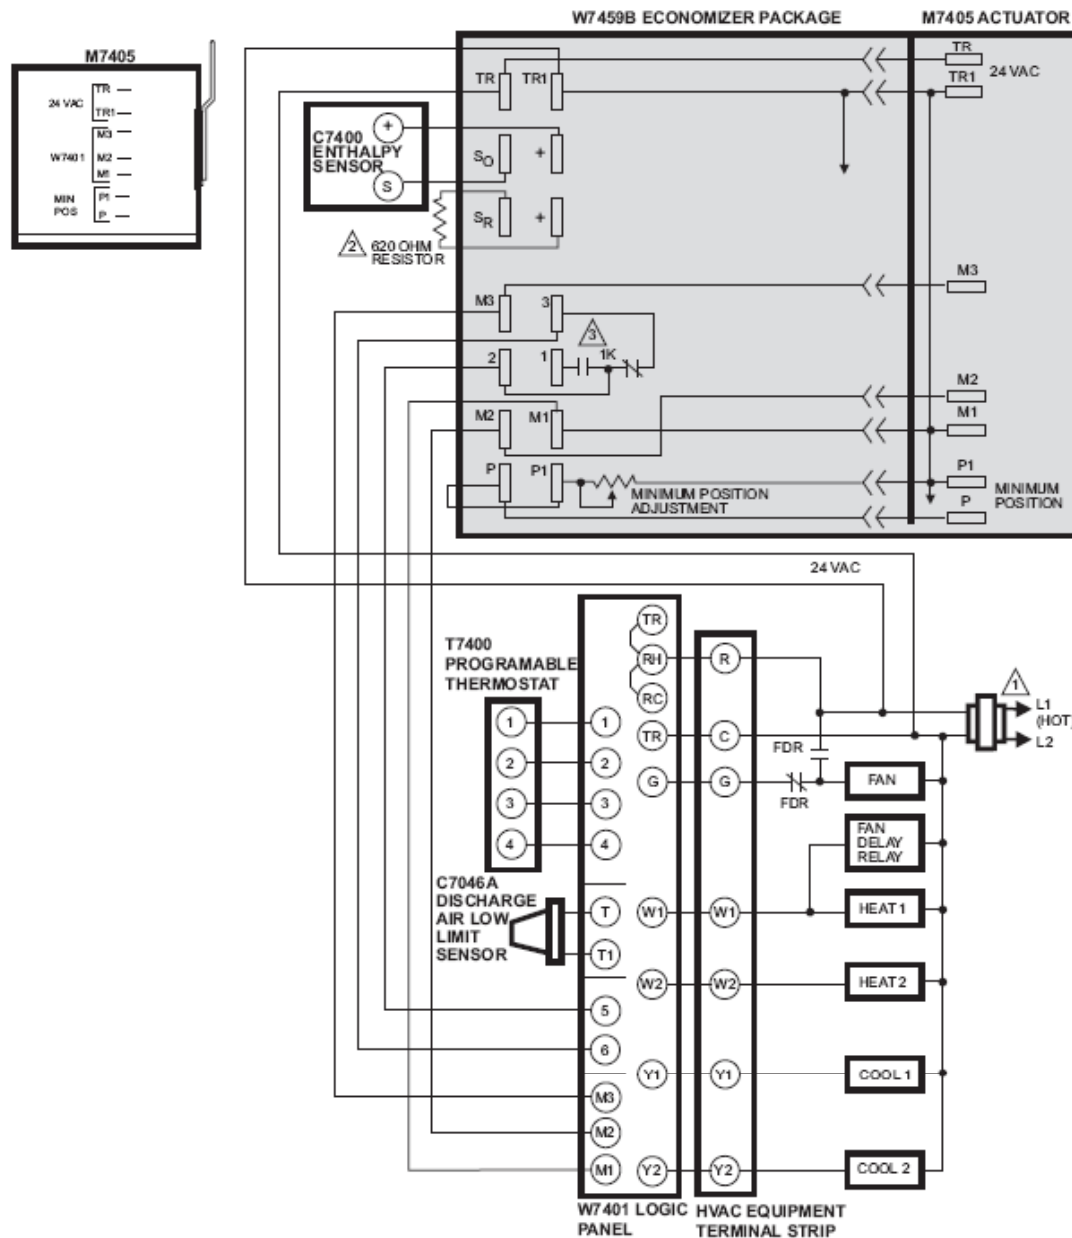 W7459B ECONOMIZER PACKAGE
M7405 ACTUATOR
M7405
24 VAC
TR
TR1
W7401
M3
M2
M1
MIN
POS
P1
P
C7400
ENTHALPY
SENSOR
+
S
2
620 OHM
RESISTOR
TR
TR1
SO
+
SR
+
M3
3
3
1K
2
1
M2
M1
P
P1
MINIMUM POSITION
ADJUSTMENT
TR
24 VAC
TR1
M3
M2
M1
P1
MINIMUM
POSITION
P
24 VAC
T7400
PROGRAMABLE
THERMOSTAT
1
2
3
4
C7046A
DISCHARGE
AIR LOW
LIMIT
SENSOR
TR
RH
RC
1
TR
2
G
3
4
T
W1
T1
W2
5
6
Y1
M3
M2
M1
Y2
R
C
G
W1
W2
Y1
Y2
1
L1
(HOT)
L2
FDR
FDR
FAN
FAN
DELAY
RELAY
HEAT 1
HEAT 2
COOL 1
COOL 2
W7401 LOGIC
PANEL
HVAC EQUIPMENT
TERMINAL STRIP